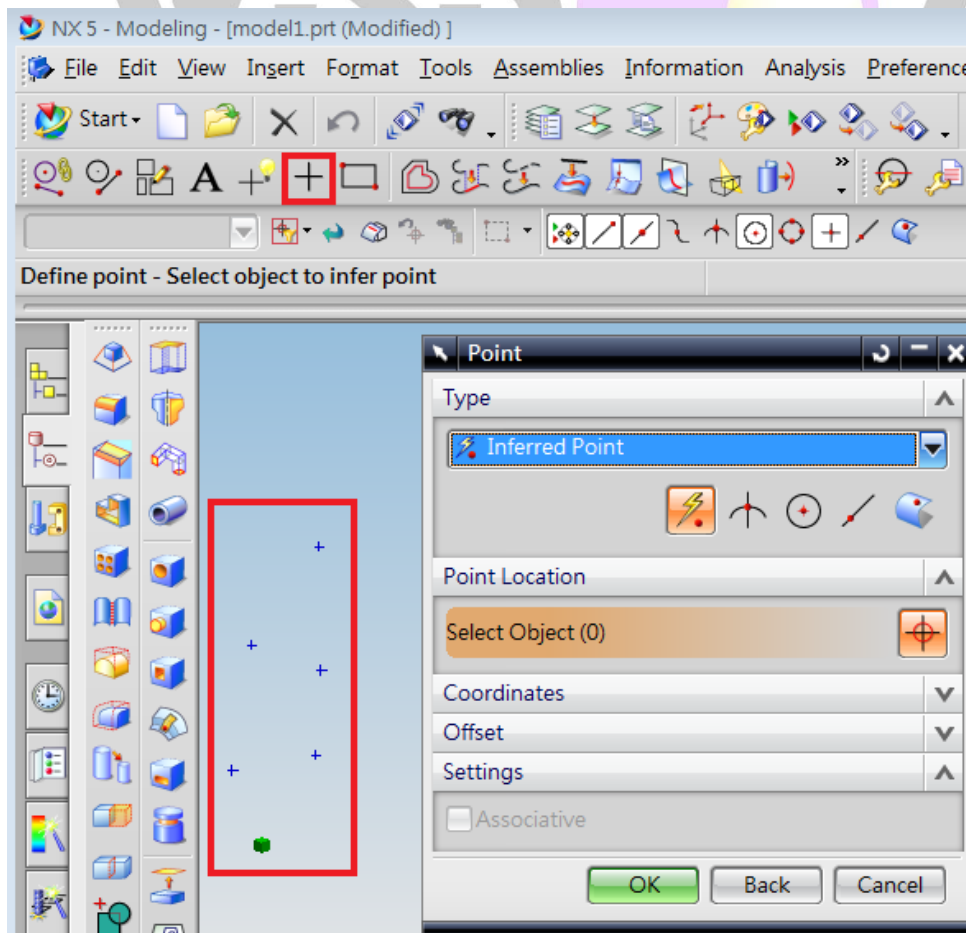 NX 5 - Modeling - [model1.prt (Modified) ]
File Edit View Insert Format Tools Assemblies Information Analysis Preference
Start
A
Define point - Select object to infer point
Point
Type
Inferred Point
Point Location
Select Object (0)
Coordinates
Offset
Settings
Associative
OK Back Cancel